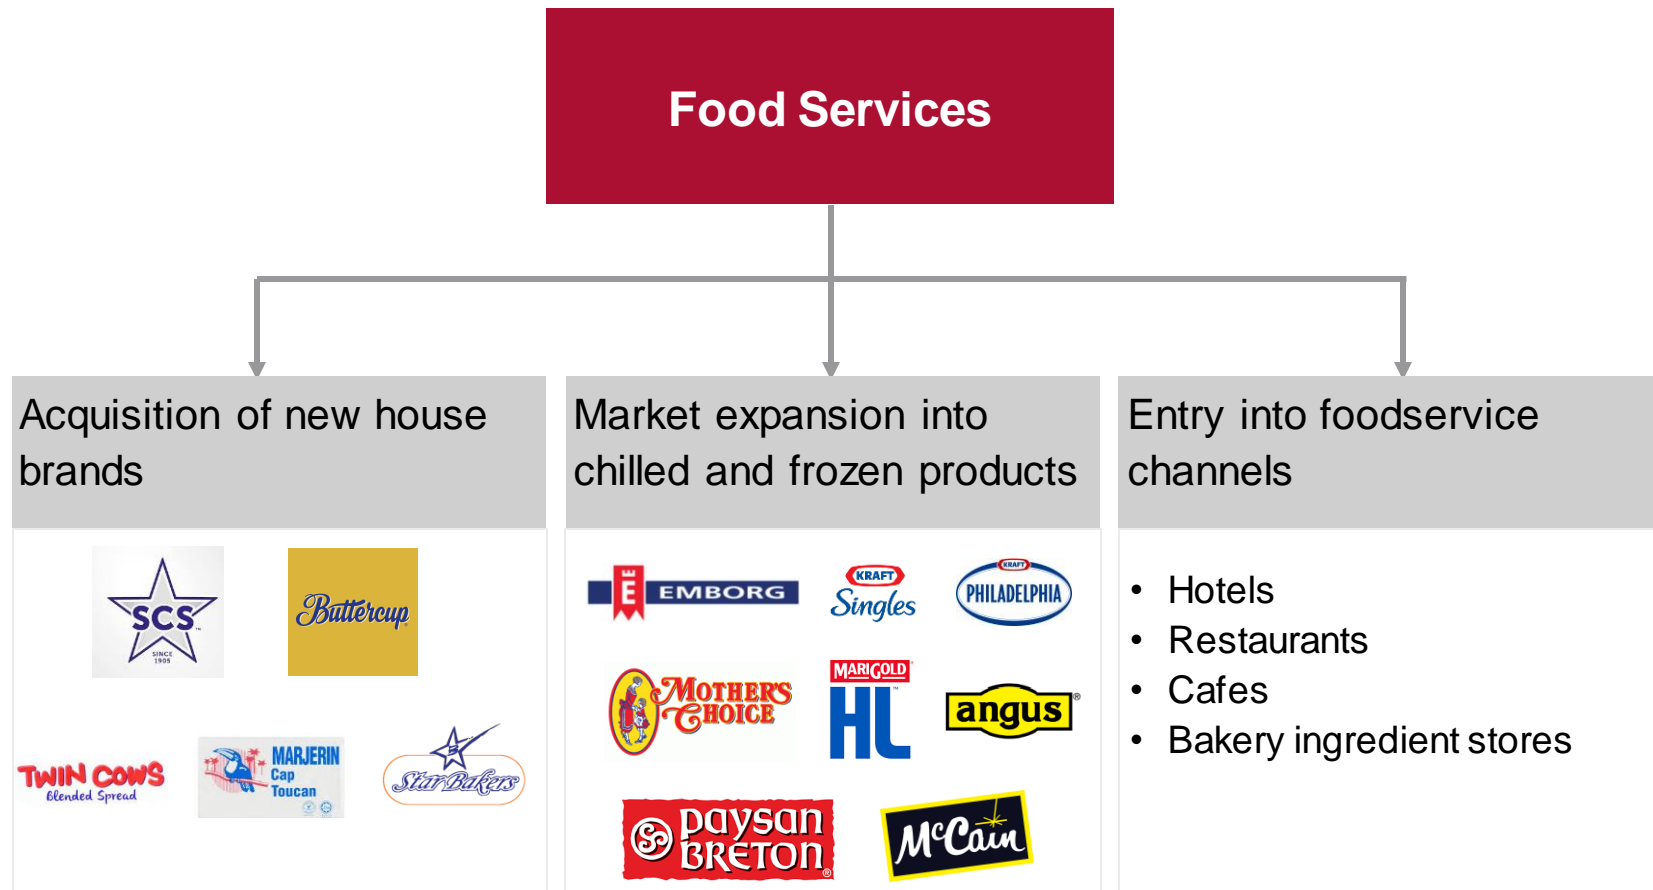 Food Services
Acquisition of new house
brands
SCS
SINCE
1905
Buttercup
TWIN COWS
Blended Spread
MARJERIN
Cap
Toucan
Star Bakers
Market expansion into
chilled and frozen products
E EMBORG
KRAFT
Singles
KRAFT
PHILADELPHIA
MOTHER'S
CHOICE
MARIGOLD
HL
angus®
paysan
BRETON®
McCain
Entry into foodservice
channels
• Hotels
• Restaurants
• Cafes
• Bakery ingredient stores